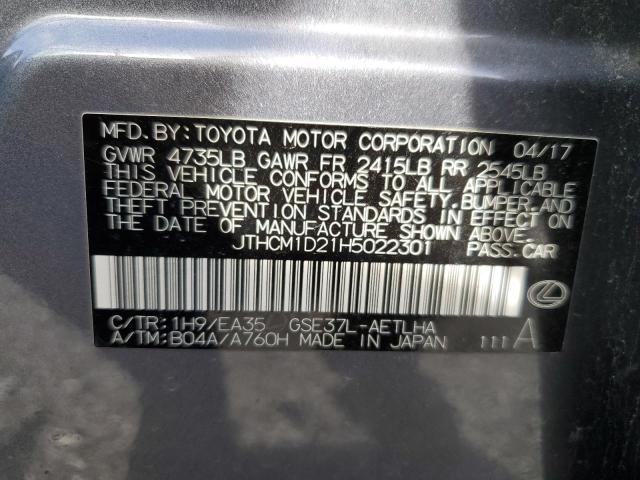 MFD.BY:TOYOTA MOTOR CORPORATION 04/17
GVWR 4735LB GAWR FR 2415LB RR 2545LB
THIS VEHICLE CONFORMS TO ALL APPLICABLE
FEDERAL MOTOR VEHICLE SAFETY,BUMPER,AND
THEFT PREVENTION STANDARDS IN EFFECT ON
THE DATE OF MANUFACTURE SHOWN ABOVE.
JTHCM1D21H5022301 PASS.CAR
C/TR:1H9/EA35 GSE37L-AETLHA
A/TM:B04A/A760H MADE IN JAPAN 111A